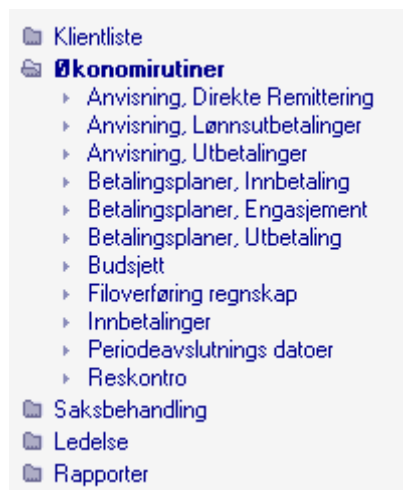 Klientliste
Økonomirutiner
Anvisning, Direkte Remittering
Anvisning, Lønnsutbetalinger
Anvisning, Utbetalinger
Betalingsplaner, Innbetaling
Betalingsplaner, Engasjement
Betalingsplaner, Utbetaling
Budsjett
Filoverføring regnskap
Innbetalinger
Periodeavslutnings datoer
Reskontro
Saksbehandling
Ledelse
Rapporter